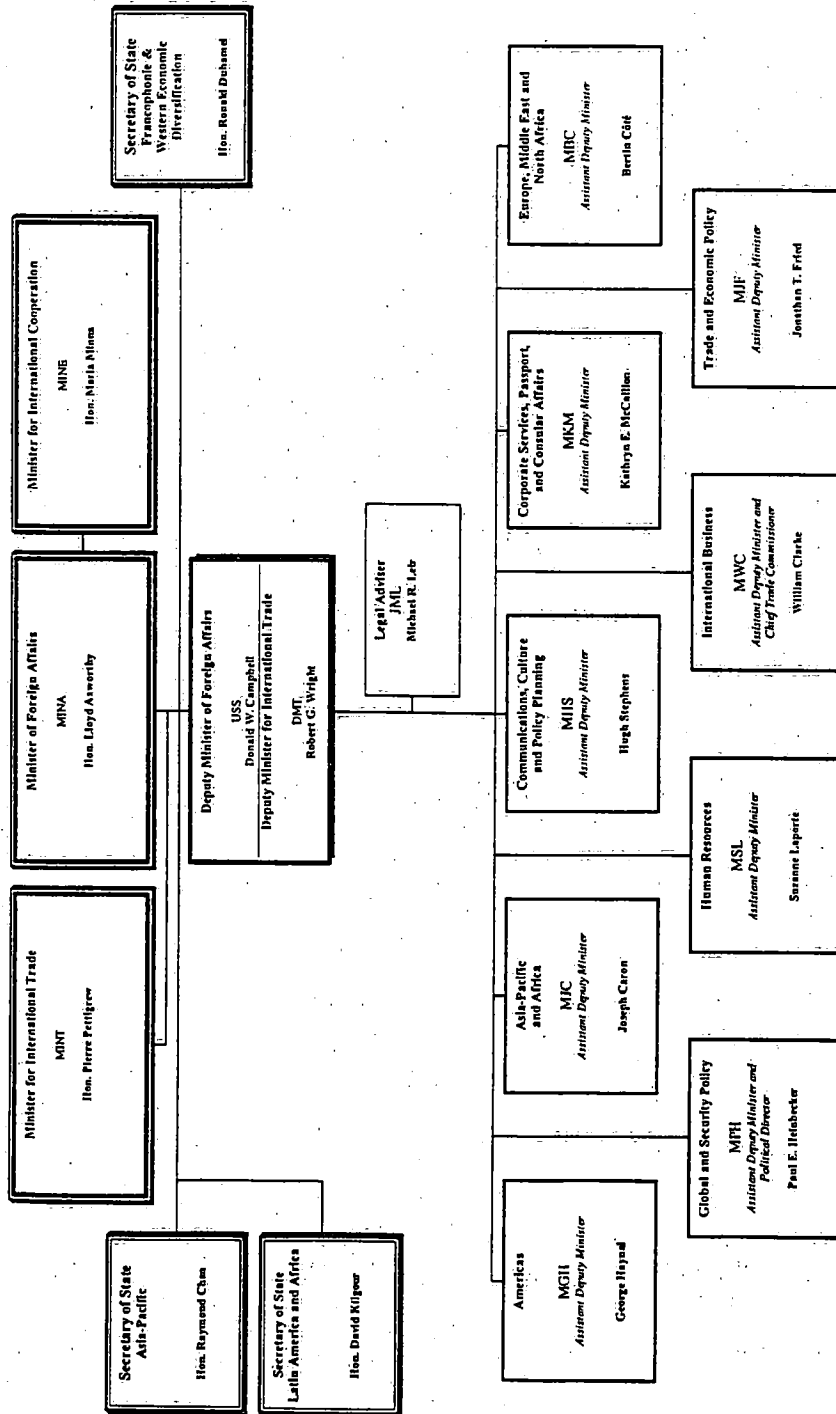 Minister for International Trade
MINT
Hon. Pierre Pettigrew
Minister of Foreign Affairs
MINA
Hon. Lloyd Axworthy
Minister for International Cooperation
MINE
Hon. Maria Minna
Secretary of State
Asia-Pacific
Hon. Raymond Chan
Secretary of State
Latin America and Africa
Hon. David Kilgour
Secretary of State
Francophonie &
Western Economic
Diversification
Hon. Ronald Duhamel
Deputy Minister of Foreign Affairs
USS
Donald W. Campbell
Deputy Minister for International Trade
DMT
Robert G. Wright
Legal Adviser
JML
Michael R. Leir
Americas
MGH
Assistant Deputy Minister
George Haynal
Asia-Pacific
and Africa
MJC
Assistant Deputy Minister
Joseph Caron
Communications, Culture
and Policy Planning
MHS
Assistant Deputy Minister
Hugh Stephens
Corporate Services, Passport,
and Consular Affairs
MKM
Assistant Deputy Minister
Kathryn E. McCallion
Europe, Middle East and
North Africa
MBC
Assistant Deputy Minister
Bertin Côté
Global and Security Policy
MPH
Assistant Deputy Minister and
Political Director
Paul E. Heinbecker
Human Resources
MSL
Assistant Deputy Minister
Suzanne Laporte
International Business
MWC
Assistant Deputy Minister and
Chief Trade Commissioner
William Clarke
Trade and Economic Policy
MJF
Assistant Deputy Minister
Jonathan T. Fried